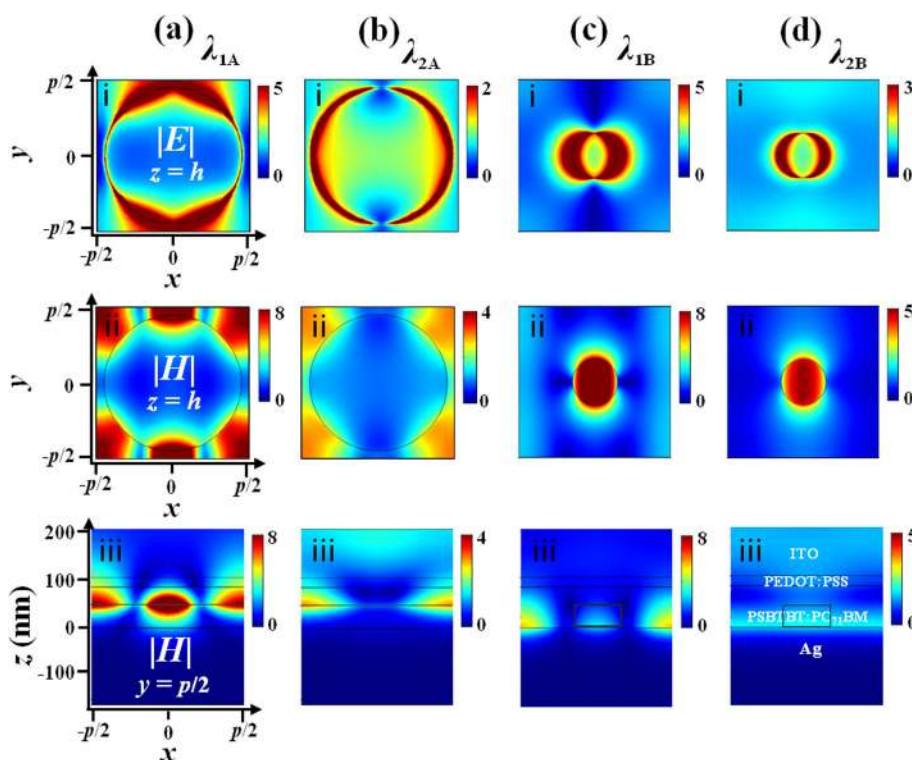 (a) λ1A (b) λ2A (c) λ1B (d) λ2B
p/2 i 5 i 2 i 5 i 3
y 0 |E|
z = h
-p/2 0 0 0 0
-p/2 0 p/2
x
p/2 ii 8 ii 4 ii 8 ii 5
y 0 |H|
z = h
-p/2 0 0 0 0
-p/2 0 p/2
x
200 iii 8 iii 4 iii 8 iii 5
ITO
100 PEDOT:PSS
z (nm) 0 0 0 0 PSBTBT:PC71BM 0
0 |H| Ag
-100 y = p/2
-p/2 0 p/2
x